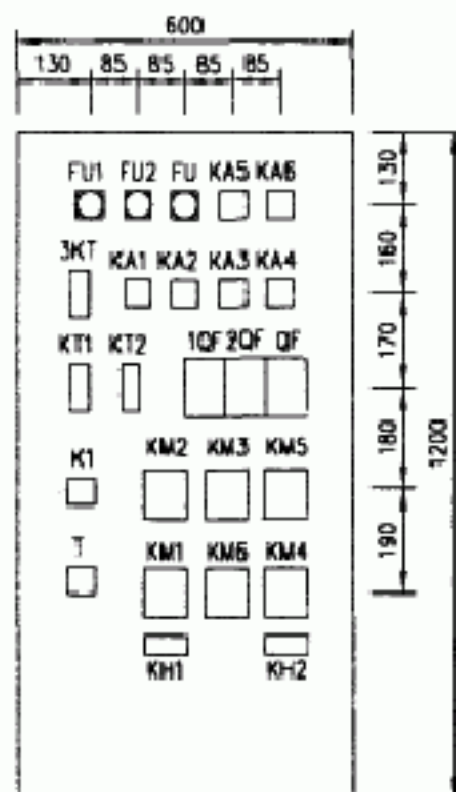 600
130 85 85 85 85
FU1 FU2 FU KA5 KA6
130
3KT KA1 KA2 KA3 KA4
160
KT1 KT2 1QF 2QF QF
170
K1 KM2 KM3 KM5
180
1200
T KM1 KM6 KM4
190
KH1 KH2